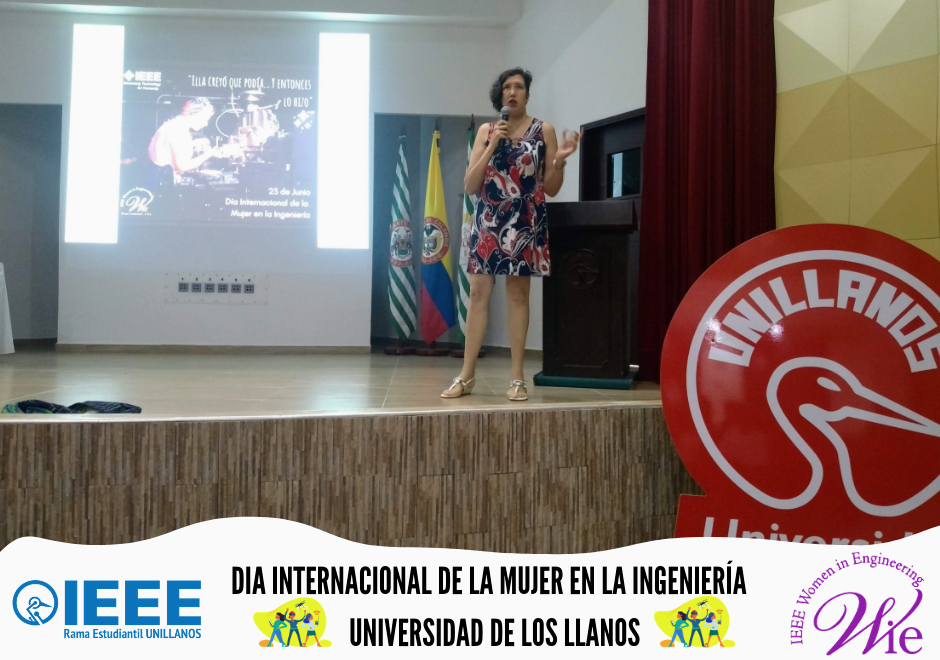 IEEE
"ELLA CREYÓ QUE PODÍA...Y ENTONCES
LO HIZO"
23 de Junio
Día Internacional de la
Mujer en la Ingeniería
UNILLANOS
IEEE
Rama Estudiantil UNILLANOS
DIA INTERNACIONAL DE LA MUJER EN LA INGENIERÍA
UNIVERSIDAD DE LOS LLANOS
IEEE Women in Engineering
Wie